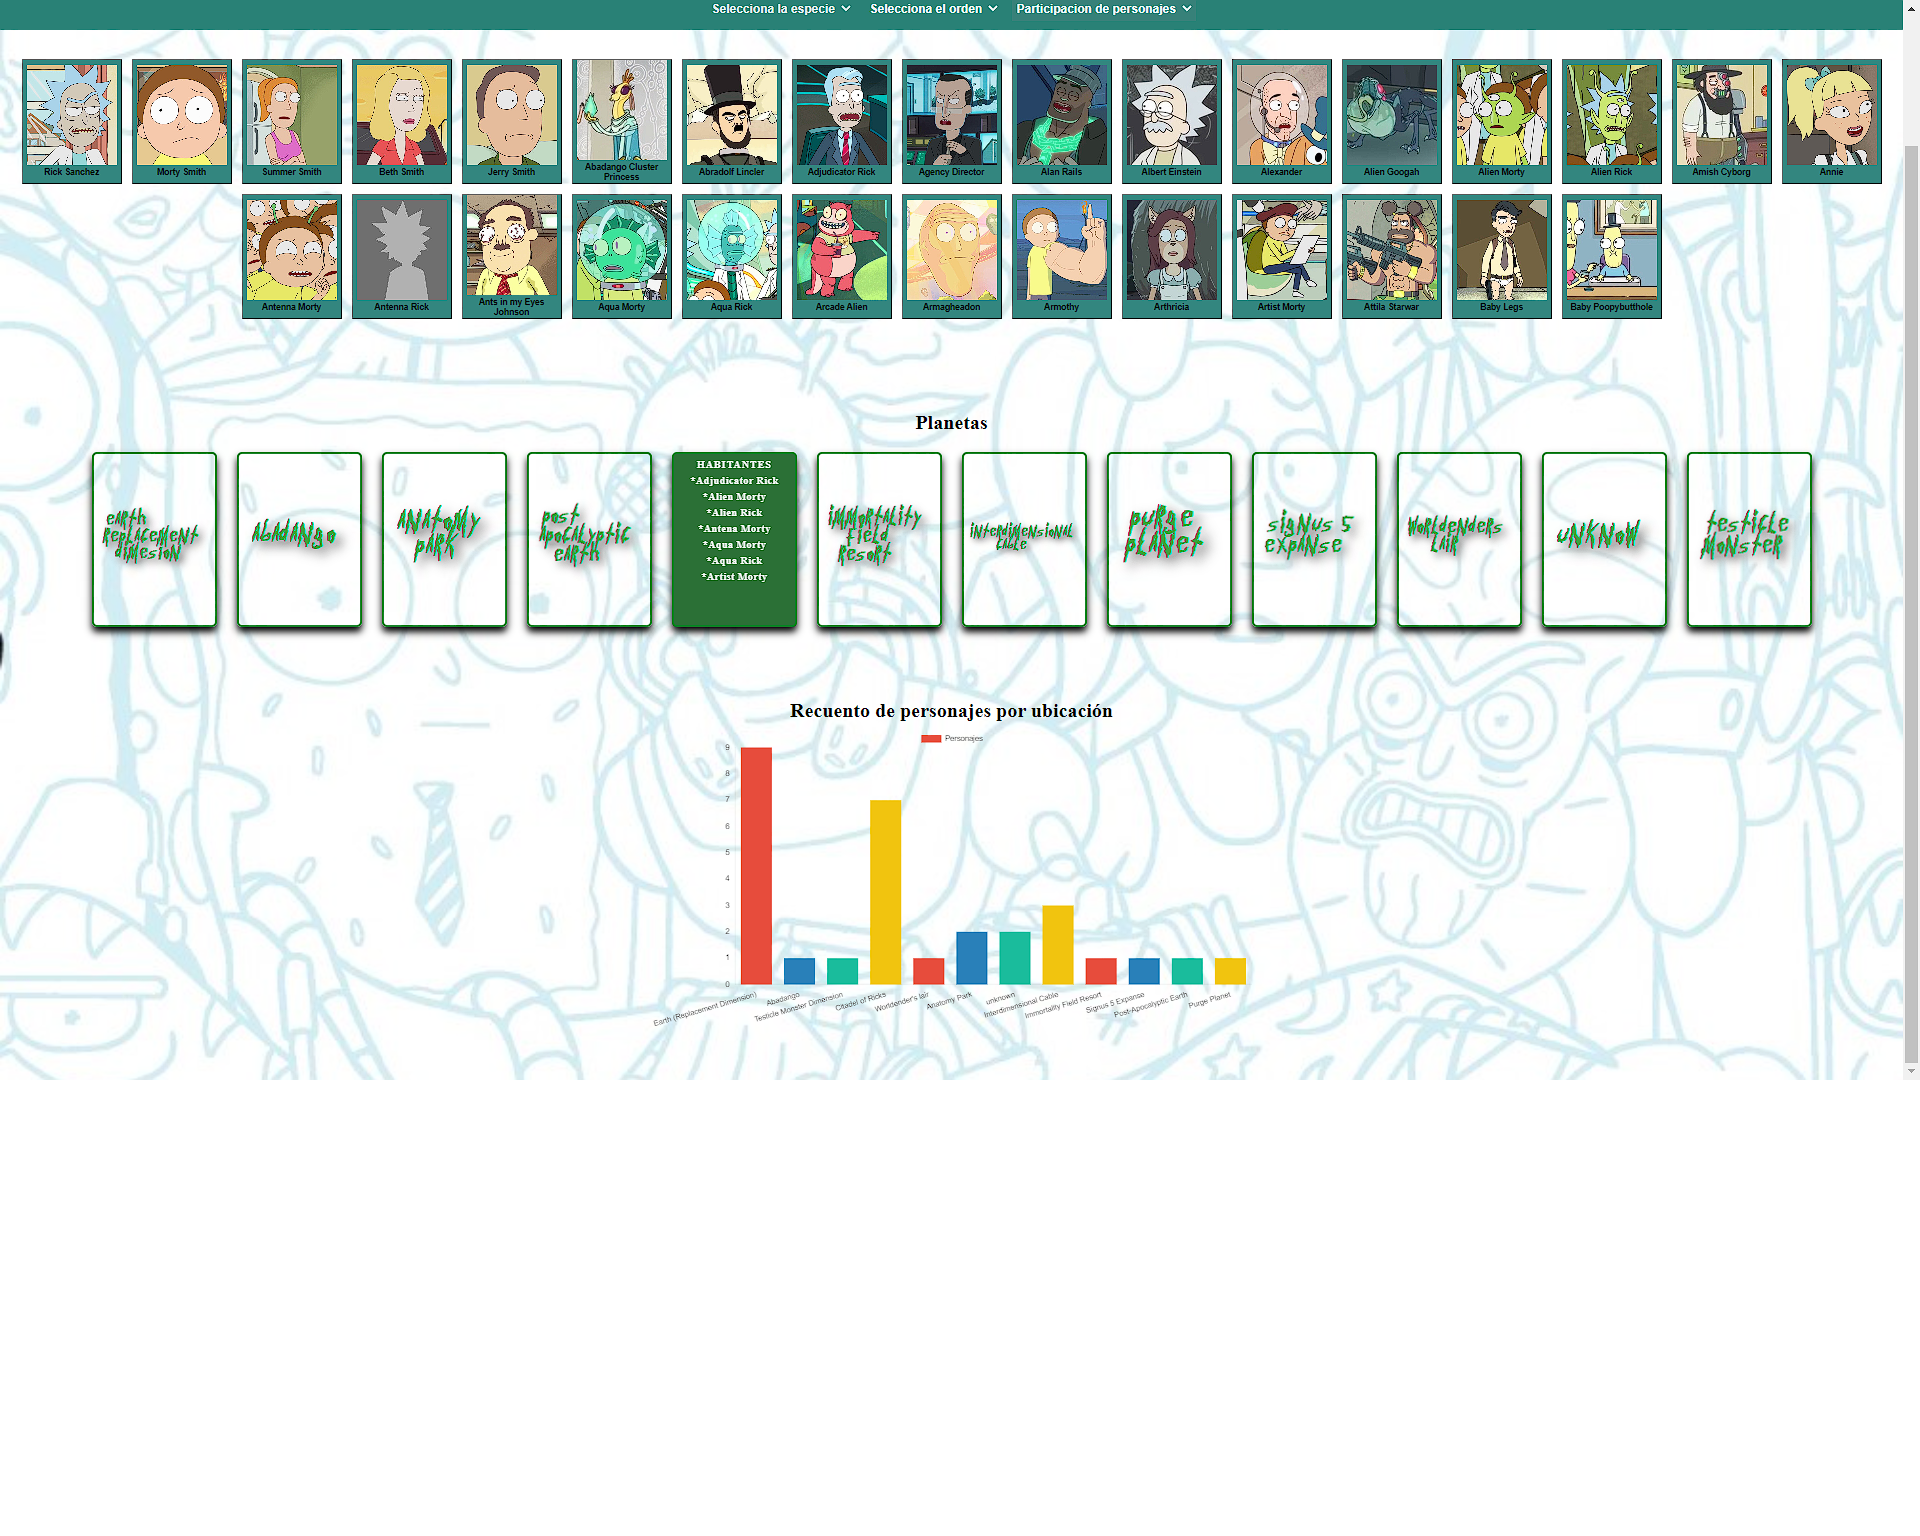 Selecciona la especie Selecciona el orden Participacion de personajes
Rick Sanchez Morty Smith Summer Smith Beth Smith Jerry Smith Abadango Cluster Princess Abradolf Lincler Adjudicator Rick Agency Director Alan Rails Albert Einstein Alexander Alien Googah Alien Morty Alien Rick Amish Cyborg Annie
Antenna Morty Antenna Rick Ants in my Eyes Johnson Aqua Morty Aqua Rick Arcade Alien Armagheadon Armothy Arthricia Artist Morty Attila Starwar Baby Legs Baby Poopybutthole
Planetas
Earth
Replacement
Dimesion
Abadango
Anatomy
Park
Post
Apocalyptic
Earth
HABITANTES
*Adjudicator Rick
*Alien Morty
*Alien Rick
*Antena Morty
*Aqua Morty
*Aqua Rick
*Artist Morty
Immortality
Field
Resort
Interdimensional
Cable
Purge
Planet
Signus 5
Expanse
Worldenders
Lair
Unknow
Testicle
Monster
Recuento de personajes por ubicación
Personajes
9
8
7
6
5
4
3
2
1
0
Earth (Replacement Dimension)
Abadango
Testicle Monster Dimension
Citadel of Ricks
Worldender's lair
Anatomy Park
unknown
Interdimensional Cable
Immortality Field Resort
Signus 5 Expanse
Post-Apocalyptic Earth
Purge Planet